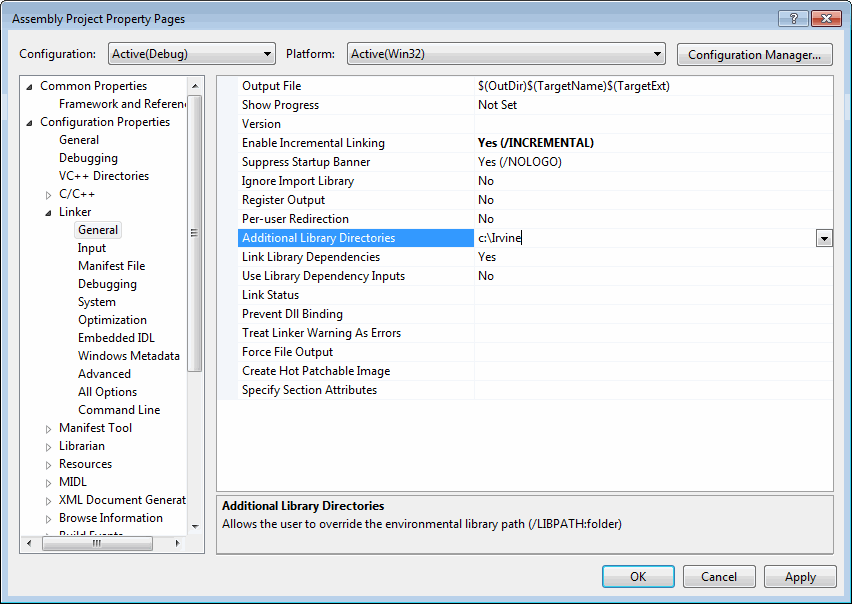 Assembly Project Property Pages
Configuration: Active(Debug) Platform: Active(Win32) Configuration Manager...
Common Properties
Framework and Referen
Configuration Properties
General
Debugging
VC++ Directories
C/C++
Linker
General
Input
Manifest File
Debugging
System
Optimization
Embedded IDL
Windows Metadata
Advanced
All Options
Command Line
Manifest Tool
Librarian
Resources
MIDL
XML Document Generat
Browse Information
Build Events
Output File $(OutDir)$(TargetName)$(TargetExt)
Show Progress Not Set
Version
Enable Incremental Linking Yes (/INCREMENTAL)
Suppress Startup Banner Yes (/NOLOGO)
Ignore Import Library No
Register Output No
Per-user Redirection No
Additional Library Directories c:\Irvine
Link Library Dependencies Yes
Use Library Dependency Inputs No
Link Status
Prevent Dll Binding
Treat Linker Warning As Errors
Force File Output
Create Hot Patchable Image
Specify Section Attributes
Additional Library Directories
Allows the user to override the environmental library path (/LIBPATH:folder)
OK Cancel Apply